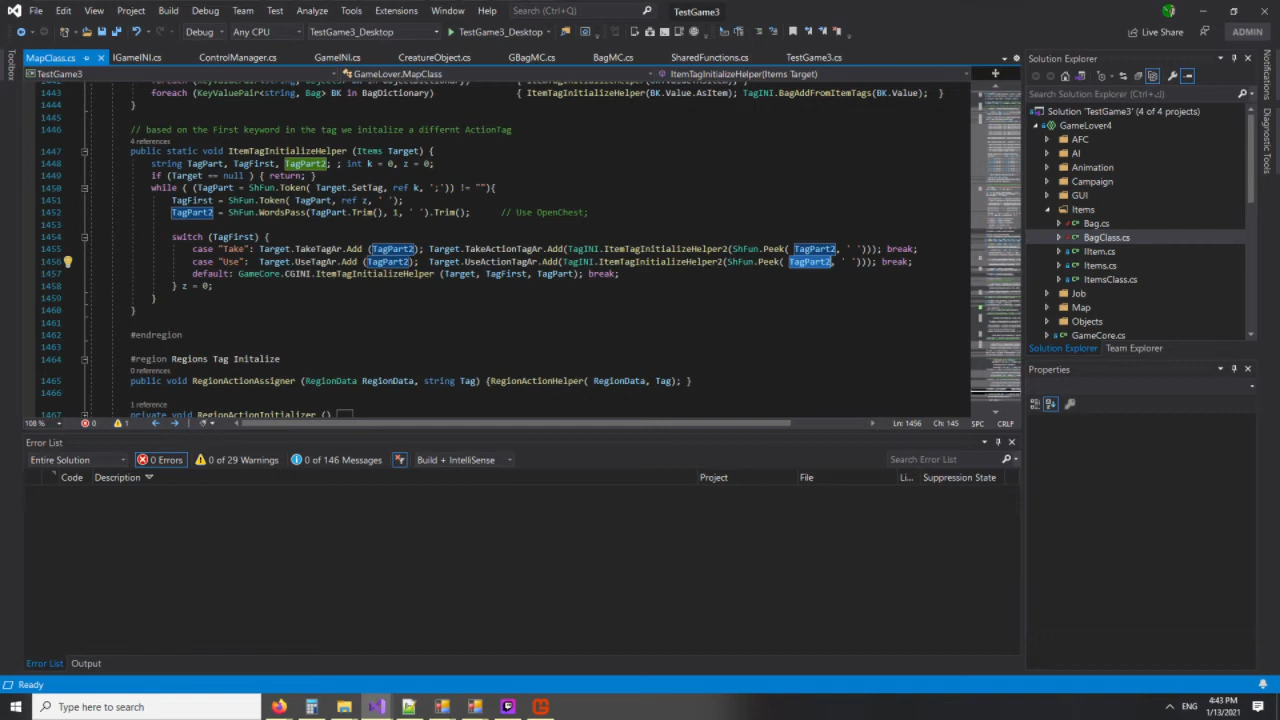 File Edit View Project Build Debug Team Test Analyze Tools Extensions Window Help Search (Ctrl+Q) TestGame3
Debug Any CPU TestGame3_Desktop TestGame3_Desktop Live Share ADMIN
MapClass.cs IGameINI.cs ControlManager.cs GameINI.cs CreatureObject.cs GBagMC.cs BagMC.cs SharedFunctions.cs TestGame3.cs
TestGame3 GameLover.MapClass ItemTagInitializeHelper(Items Target)
1443 foreach (KeyValuePair<string, Bag> BK in BagDictionary) { ItemTagInitializeHelper(BK.Value.AsItem); TagINI.BagAddFromItemTags(BK.Value); }
1444 }
1445
1446 // based on the First keyword in the tag we initalize a differnt ActionTag
4 references
1447 public static void ItemTagInitializeHelper (Items Target) {
1448 string TagPart, TagFirst, TagPart2; ; int k = 0, z = 0;
1449 if (Target == null ) { return; }
1450 while ( (TagPart = ShFun. Target.SetTag, ref k, ';')) != ""){
1451 TagFirst = ShFun.Token TagPart, ref z,
1452 TagPart2 = ShFun.WordsPos (TagPart.Trim(), 1, ' ').Trim(); // Use OpenChest;
1453
1454 switch (TagFirst) {
1455 case "Take": Target. TagAr.Add (TagPart2); Target.TakeActionTagAr.Add(TagINI.ItemTagInitializeHelper2(ShFun.Peek( TagPart2, ' '))); break;
1456 case "Use": Target. TagAr.Add (TagPart2); Target.UseActionTagAr.Add(TagINI.ItemTagInitializeHelper2(ShFun.Peek( TagPart2, ' '))); break;
1457 default: GameCore. ItemTagInitializeHelper (Target, TagFirst, TagPart); break;
1458 } z = 0;
1459 }
1460 }
1461
1462 #endregion
1463
1464 #region Regions Tag Initalize
0 references
1465 public void RegionActionAssigner (RegionData RegionData, string Tag) {RegionActionHandler( RegionData, Tag); }
1466
1 reference
1467 private void RegionActionInitializer () ...
108 % 0 1 Ln: 1456 Ch: 145 SPC CRLF
Error List
Entire Solution 0 Errors 0 of 29 Warnings 0 of 146 Messages Build + IntelliSense Search Error List
Code Description Project File Li... Suppression State
Error List Output
Solution Explorer
Search Solution Explorer (Ctrl+;)
Solution 'TestGame3' (4 of 4 projects)
GameLover4
AFC
AI
Animation
Campaign
GUI
Items
Bag.cs
BagClass.cs
IItem.cs
Items.cs
ItemsClass.cs
Job
Map
Objects
GameCore.cs
Solution Explorer Team Explorer
Properties
Toolbox
Notifications
Ready
Type here to search
ENG 4:43 PM
1/13/2021